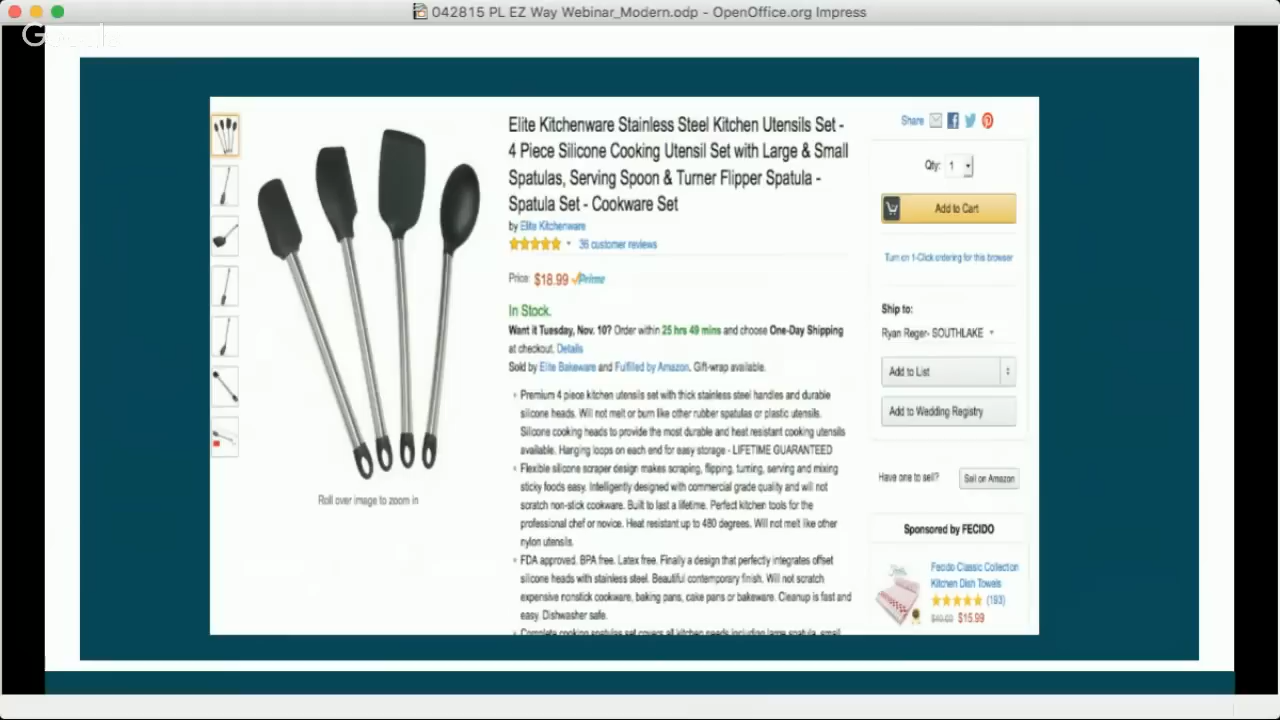 042815 PL EZ Way Webinar_Modern.odp - OpenOffice.org Impress
Elite Kitchenware Stainless Steel Kitchen Utensils Set -
4 Piece Silicone Cooking Utensil Set with Large & Small
Spatulas, Serving Spoon & Turner Flipper Spatula -
Spatula Set - Cookware Set
by Elite Kitchenware
36 customer reviews
Price: $18.99 Prime
In Stock.
Want it Tuesday, Nov. 10? Order within 25 hrs 49 mins and choose One-Day Shipping
at checkout. Details
Sold by Elite Bakeware and Fulfilled by Amazon. Gift-wrap available.
Premium 4 piece kitchen utensils set with thick stainless steel handles and durable
silicone heads. Will not melt or burn like other rubber spatulas or plastic utensils.
Silicone cooking heads to provide the most durable and heat resistant cooking utensils
available. Hanging loops on each end for easy storage - LIFETIME GUARANTEED
Flexible silicone scraper design makes scraping, flipping, turning, serving and mixing
sticky foods easy. Intelligently designed with commercial grade quality and will not
scratch non-stick cookware. Built to last a lifetime. Perfect kitchen tools for the
professional chef or novice. Heat resistant up to 480 degrees. Will not melt like other
nylon utensils.
FDA approved. BPA free. Latex free. Finally a design that perfectly integrates offset
silicone heads with stainless steel. Beautiful contemporary finish. Will not scratch
expensive nonstick cookware, baking pans, cake pans or bakeware. Cleanup is fast and
easy. Dishwasher safe.
Complete cooking spatulas set covers all kitchen needs including large spatula, small
Roll over image to zoom in
Share
Qty: 1
Add to Cart
Turn on 1-Click ordering for this browser
Ship to:
Ryan Reger- SOUTHLAKE
Add to List
Add to Wedding Registry
Have one to sell? Sell on Amazon
Sponsored by FECIDO
Fecido Classic Collection
Kitchen Dish Towels
(193)
$15.99